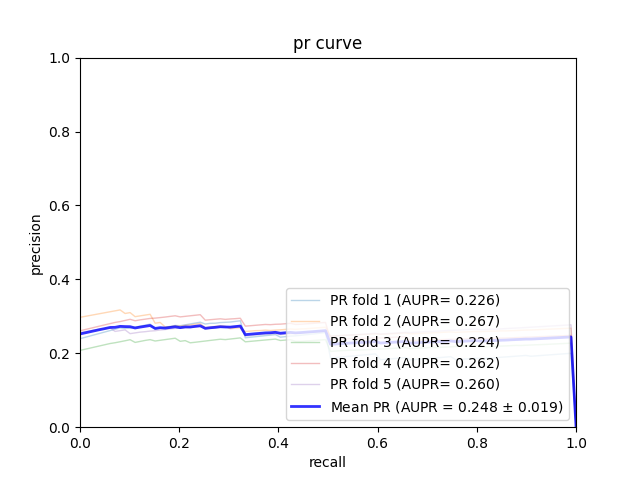 pr curve
1.0
0.8
0.6
0.4
0.2
0.0
precision
PR fold 1 (AUPR= 0.226)
PR fold 2 (AUPR= 0.267)
PR fold 3 (AUPR= 0.224)
PR fold 4 (AUPR= 0.262)
PR fold 5 (AUPR= 0.260)
Mean PR (AUPR = 0.248 ± 0.019)
0.0 0.2 0.4 0.6 0.8 1.0
recall